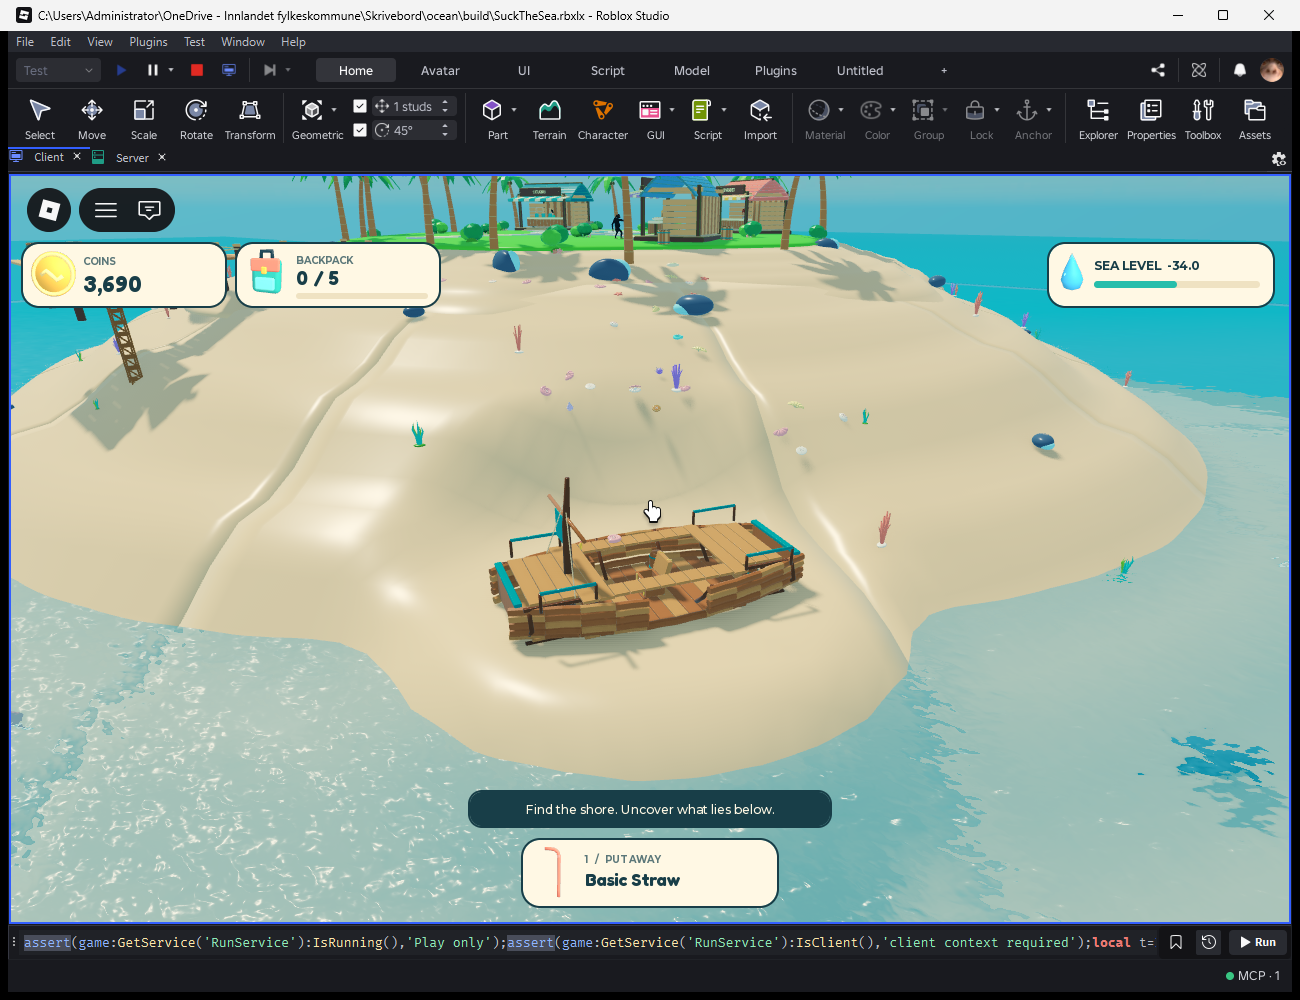 C:\Users\Administrator\OneDrive - Innlandet fylkeskommune\Skrivebord\ocean\build\SuckTheSea.rbxlx - Roblox Studio
File Edit View Plugins Test Window Help
Test Home Avatar UI Script Model Plugins Untitled +
1 studs
45°
Select Move Scale Rotate Transform Geometric Part Terrain Character GUI Script Import Material Color Group Lock Anchor Explorer Properties Toolbox Assets
Client Server
COINS
3,690
BACKPACK
0 / 5
SEA LEVEL -34.0
Find the shore. Uncover what lies below.
1 / PUT AWAY
Basic Straw
assert(game:GetService('RunService'):IsRunning(),'Play only');assert(game:GetService('RunService'):IsClient(),'client context required');local t=
Run
MCP · 1